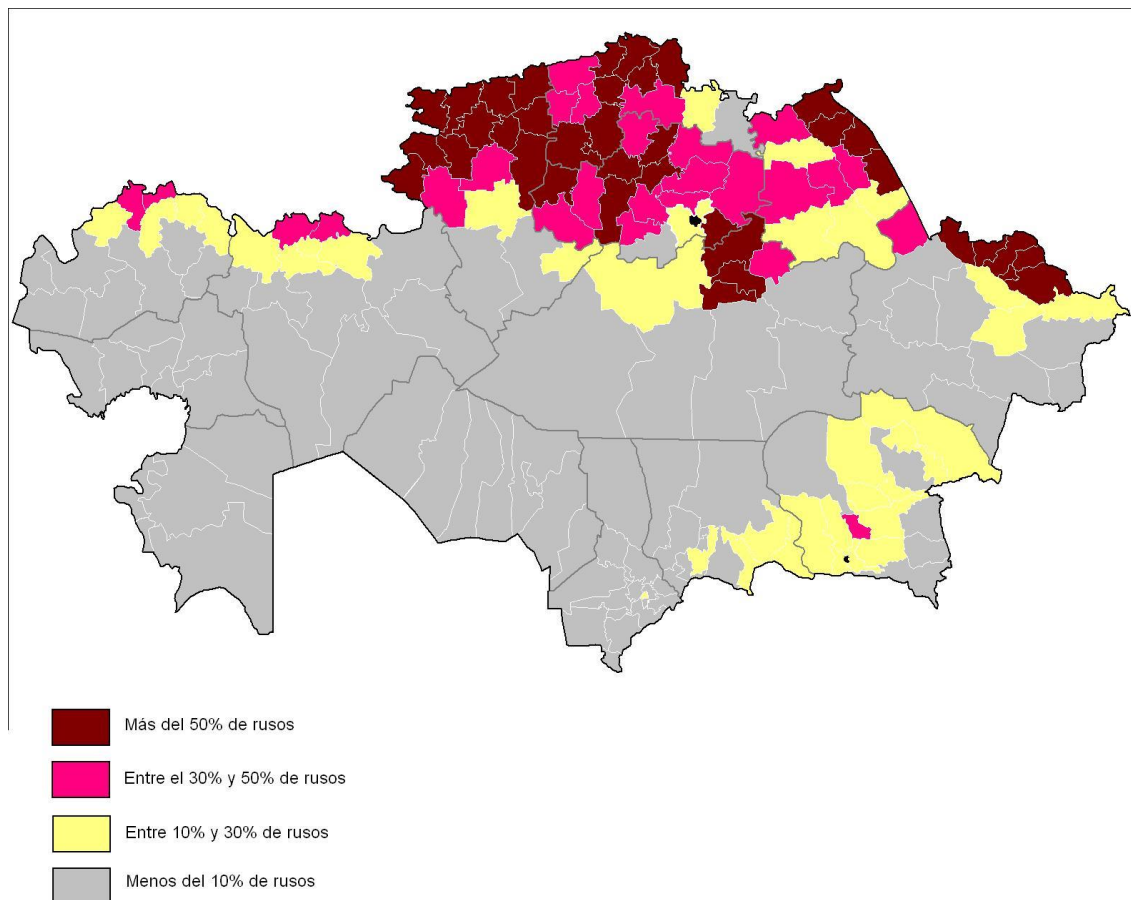 Más del 50% de rusos
Entre el 30% y 50% de rusos
Entre 10% y 30% de rusos
Menos del 10% de rusos